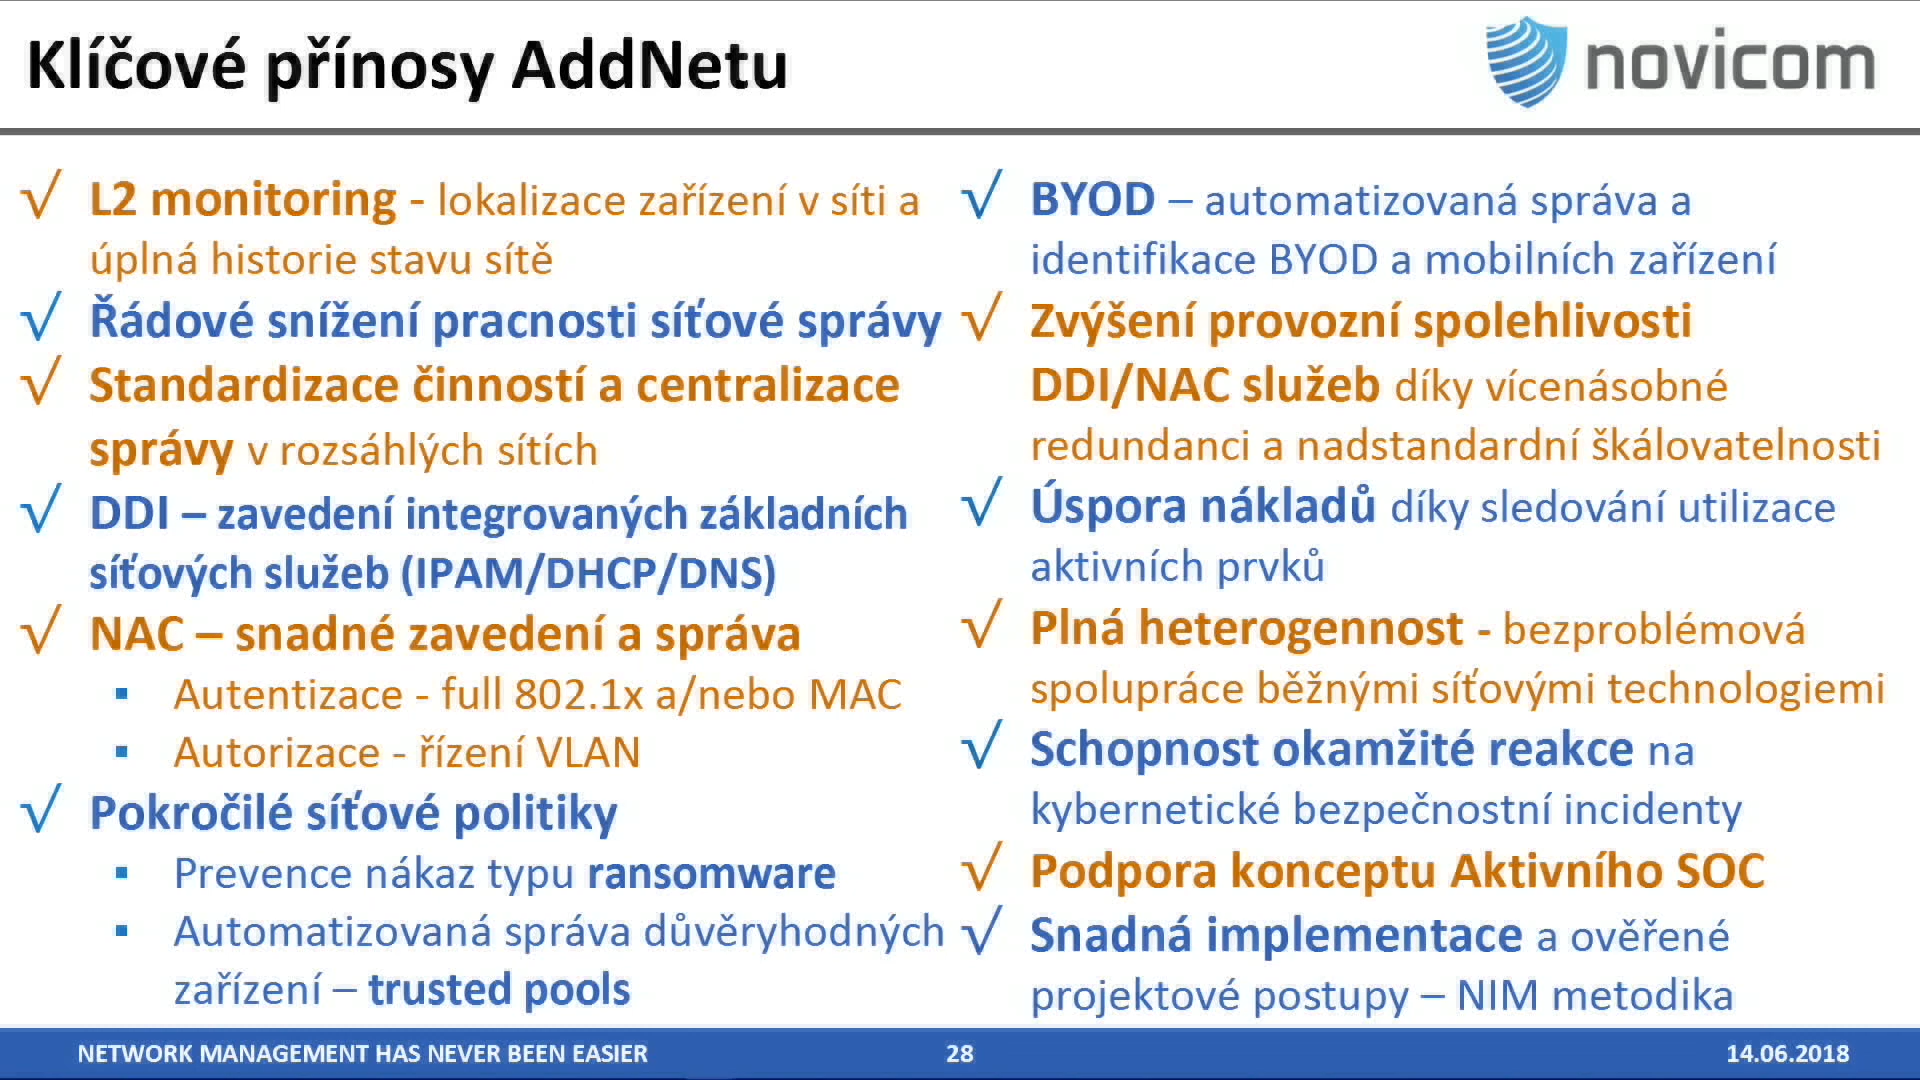 Klíčové přínosy AddNetu
novicom
√ L2 monitoring - lokalizace zařízení v síti a
úplná historie stavu sítě
√ Řádové snížení pracnosti síťové správy
√ Standardizace činností a centralizace
správy v rozsáhlých sítích
√ DDI – zavedení integrovaných základních
síťových služeb (IPAM/DHCP/DNS)
√ NAC – snadné zavedení a správa
▪ Autentizace - full 802.1x a/nebo MAC
▪ Autorizace - řízení VLAN
√ Pokročilé síťové politiky
▪ Prevence nákaz typu ransomware
▪ Automatizovaná správa důvěryhodných
zařízení – trusted pools
√ BYOD – automatizovaná správa a
identifikace BYOD a mobilních zařízení
√ Zvýšení provozní spolehlivosti
DDI/NAC služeb díky vícenásobné
redundanci a nadstandardní škálovatelnosti
√ Úspora nákladů díky sledování utilizace
aktivních prvků
√ Plná heterogennost - bezproblémová
spolupráce běžnými síťovými technologiemi
√ Schopnost okamžité reakce na
kybernetické bezpečnostní incidenty
√ Podpora konceptu Aktivního SOC
√ Snadná implementace a ověřené
projektové postupy – NIM metodika
NETWORK MANAGEMENT HAS NEVER BEEN EASIER
28
14.06.2018